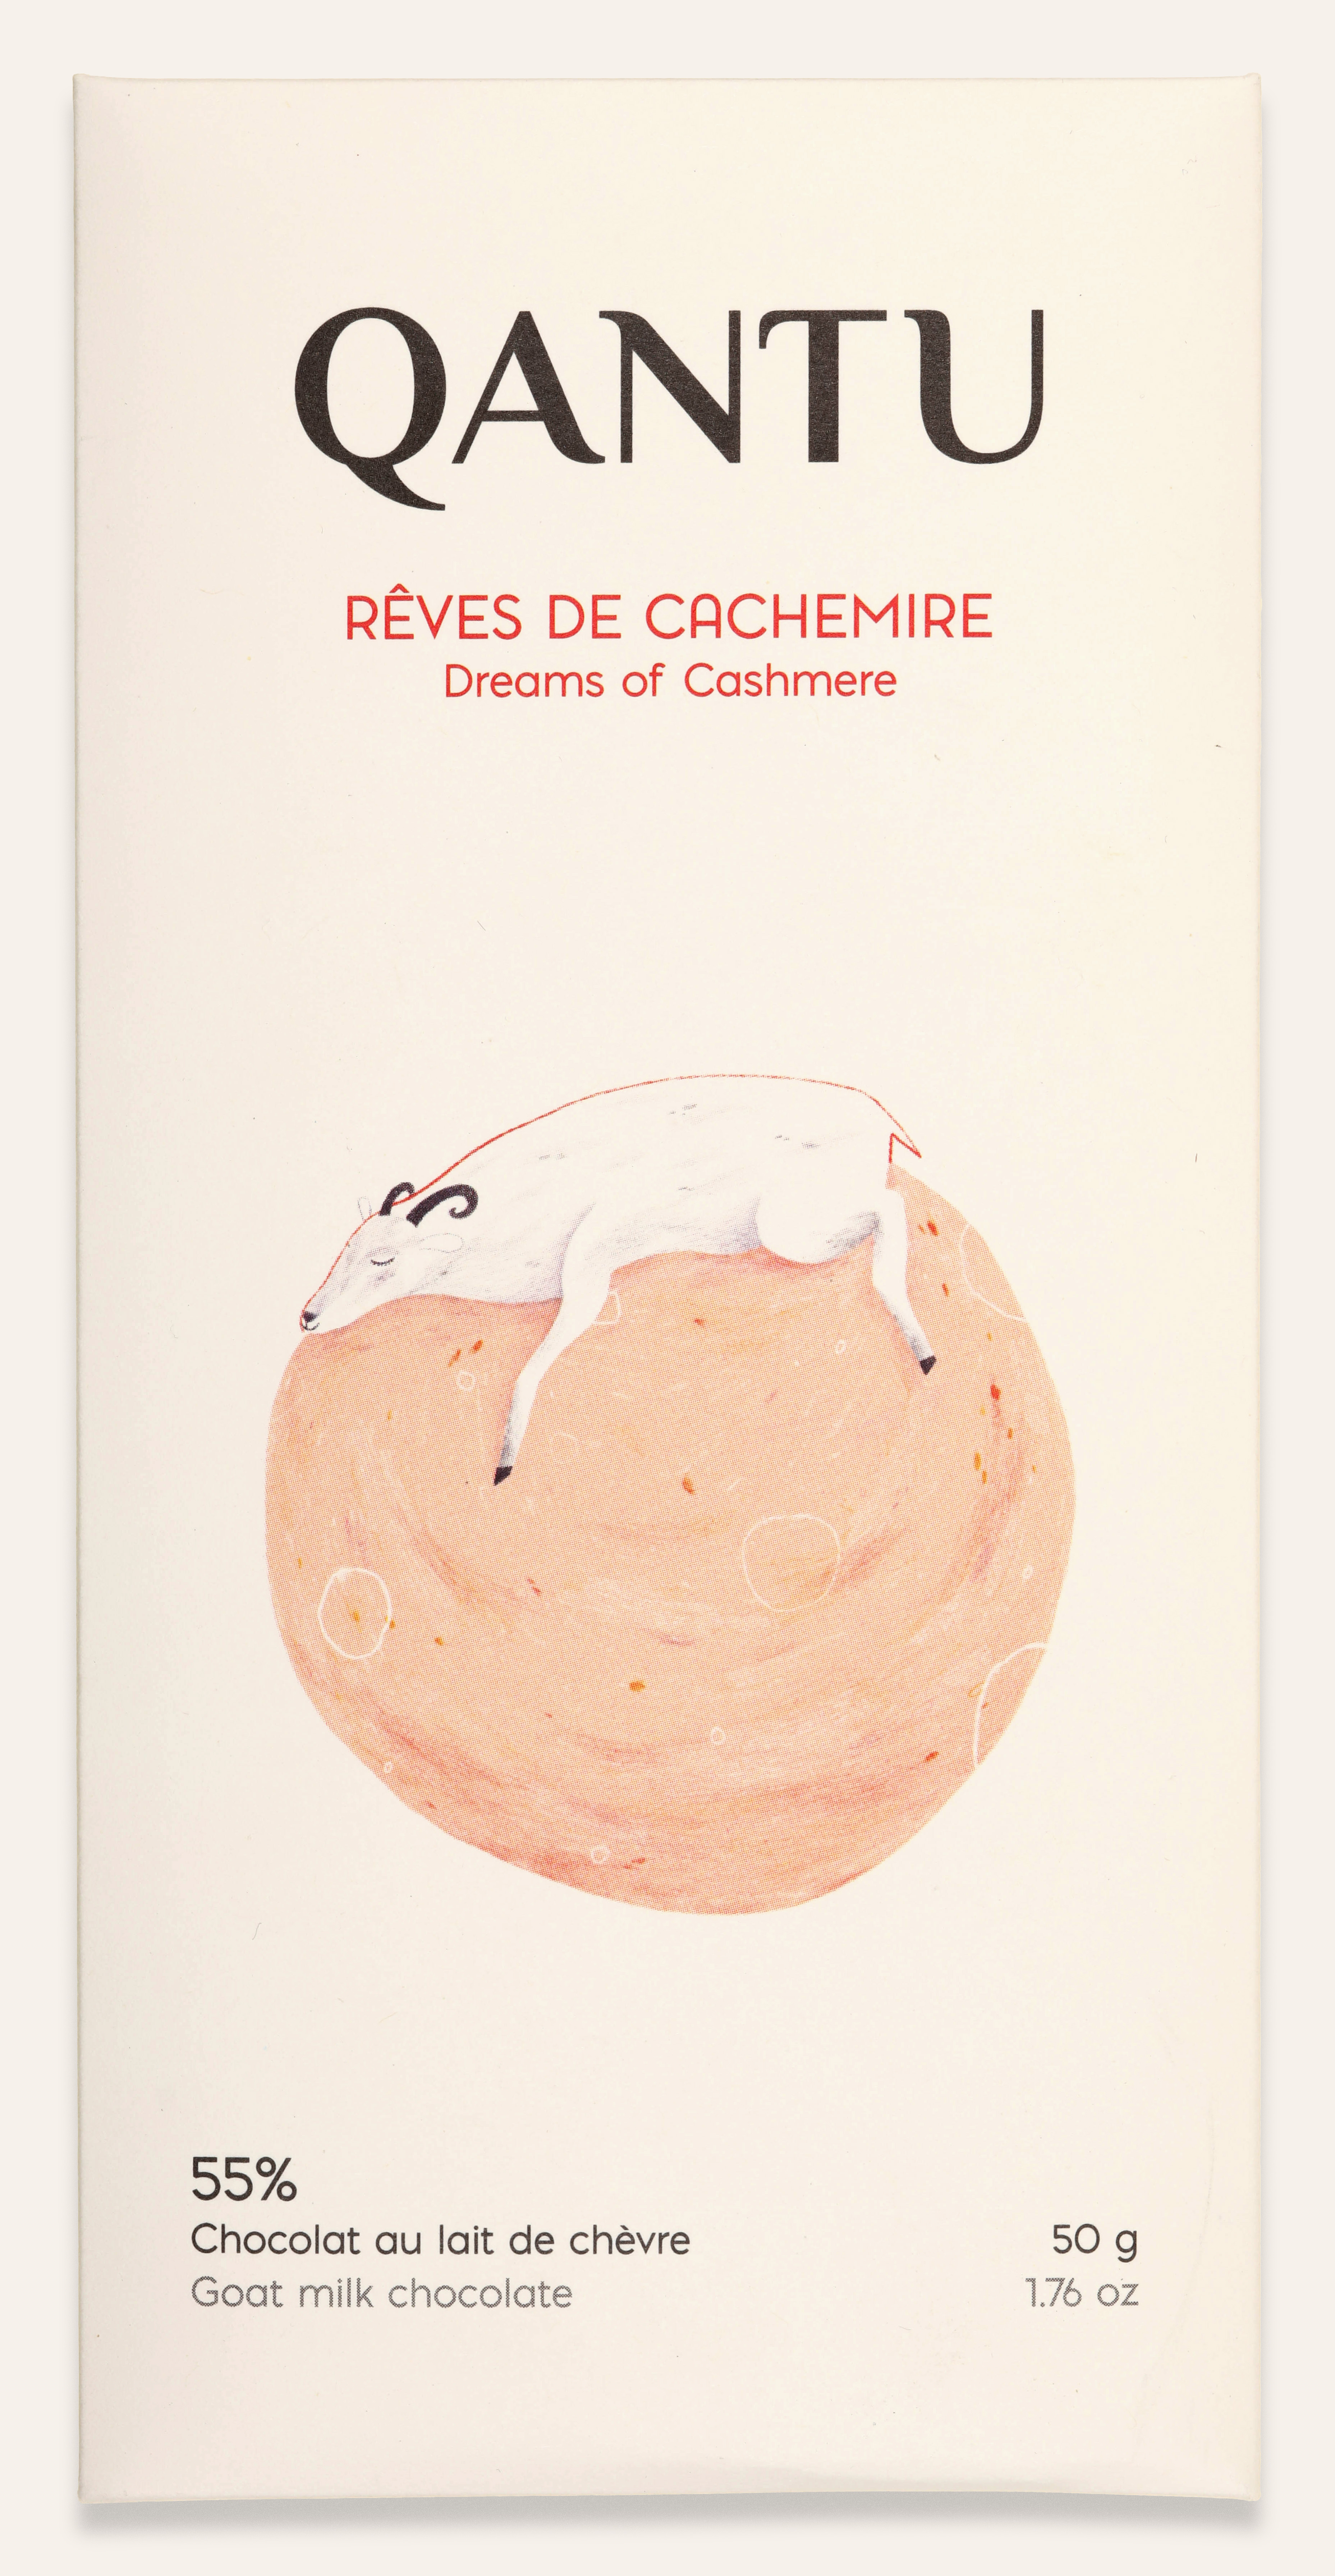 QANTU
RÊVES DE CACHEMIRE
Dreams of Cashmere
55%
Chocolat au lait de chèvre
Goat milk chocolate
50 g
1.76 oz